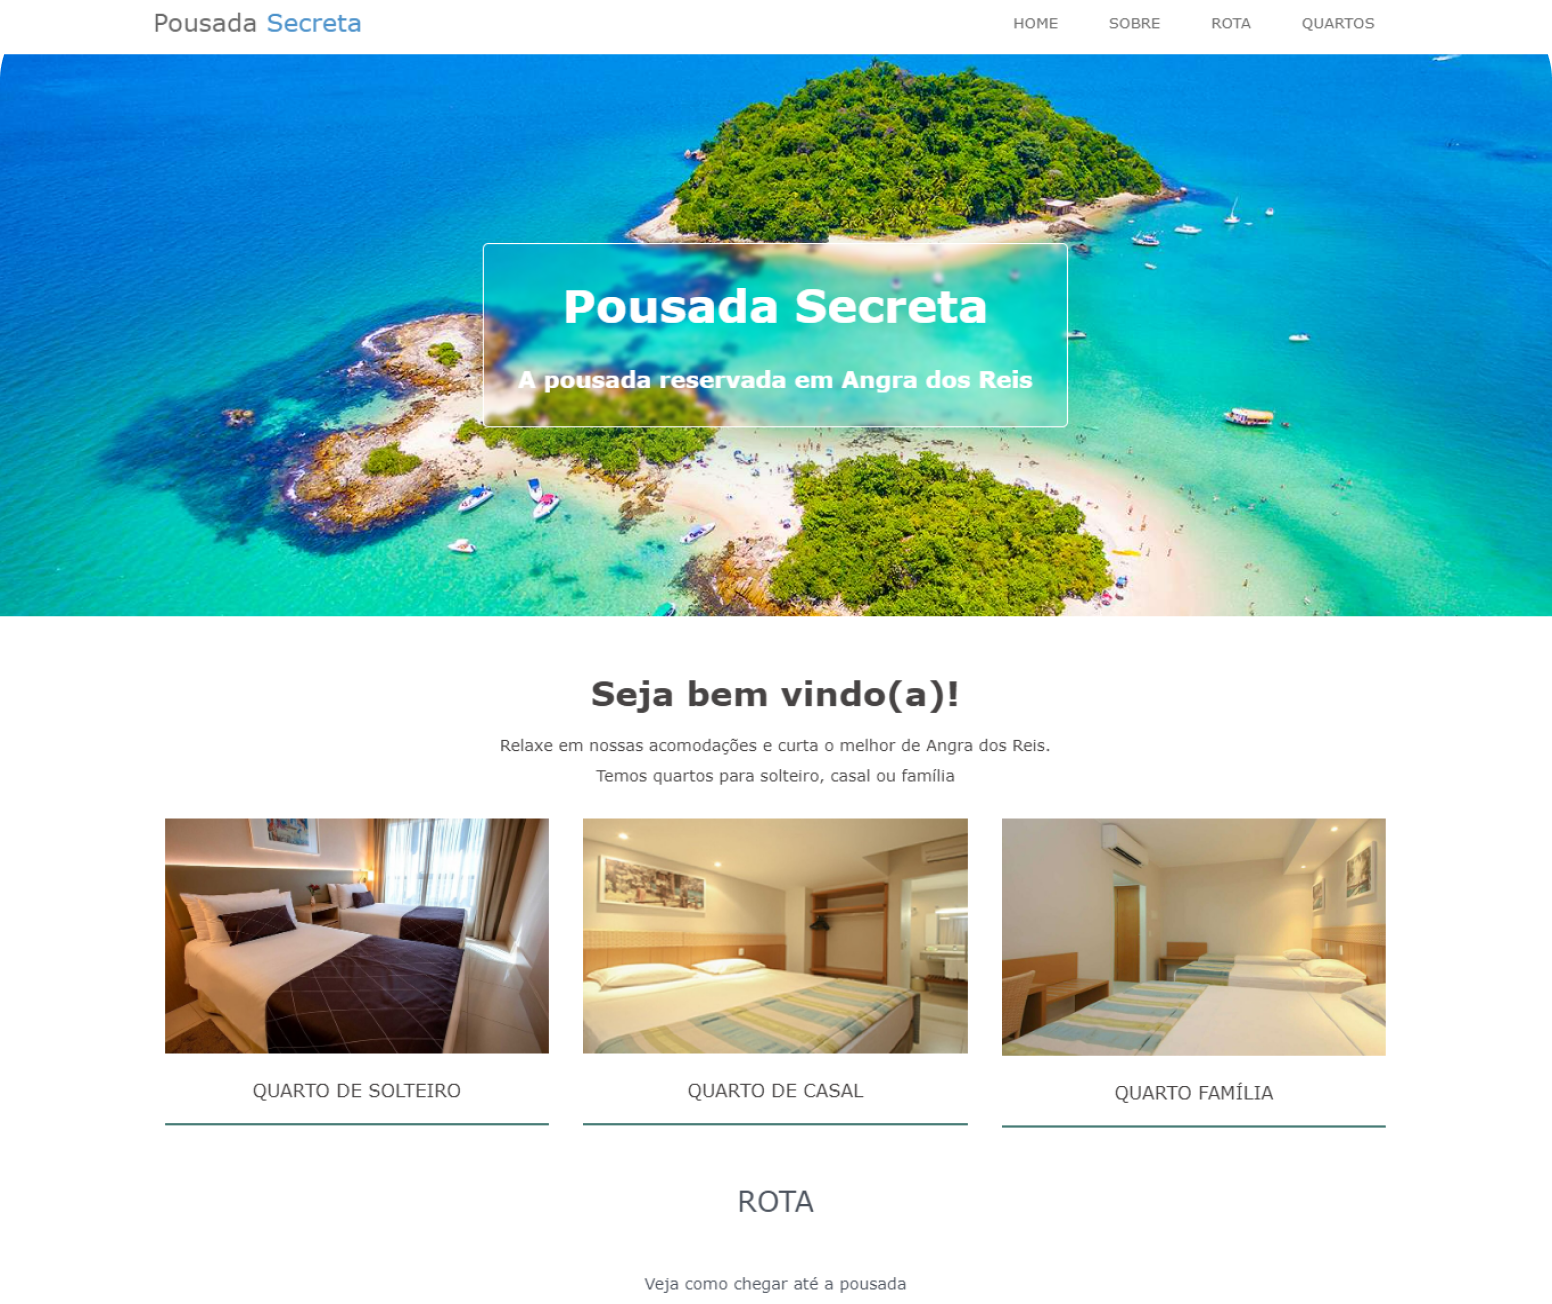 Pousada Secreta
HOME SOBRE ROTA QUARTOS
Pousada Secreta
A pousada reservada em Angra dos Reis
Seja bem vindo(a)!
Relaxe em nossas acomodações e curta o melhor de Angra dos Reis.
Temos quartos para solteiro, casal ou família
QUARTO DE SOLTEIRO
QUARTO DE CASAL
QUARTO FAMÍLIA
ROTA
Veja como chegar até a pousada